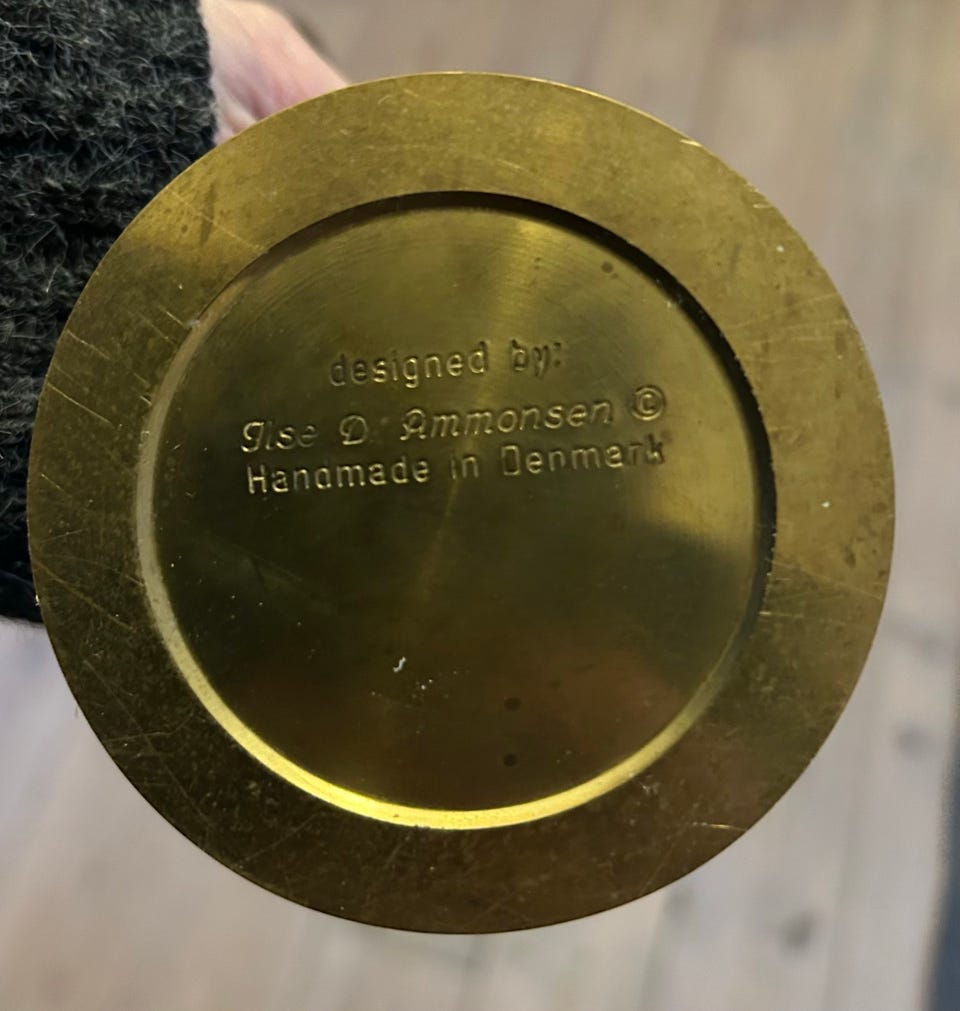 designed by:
Ilse D. Ammonsen ©
Handmade in Denmark